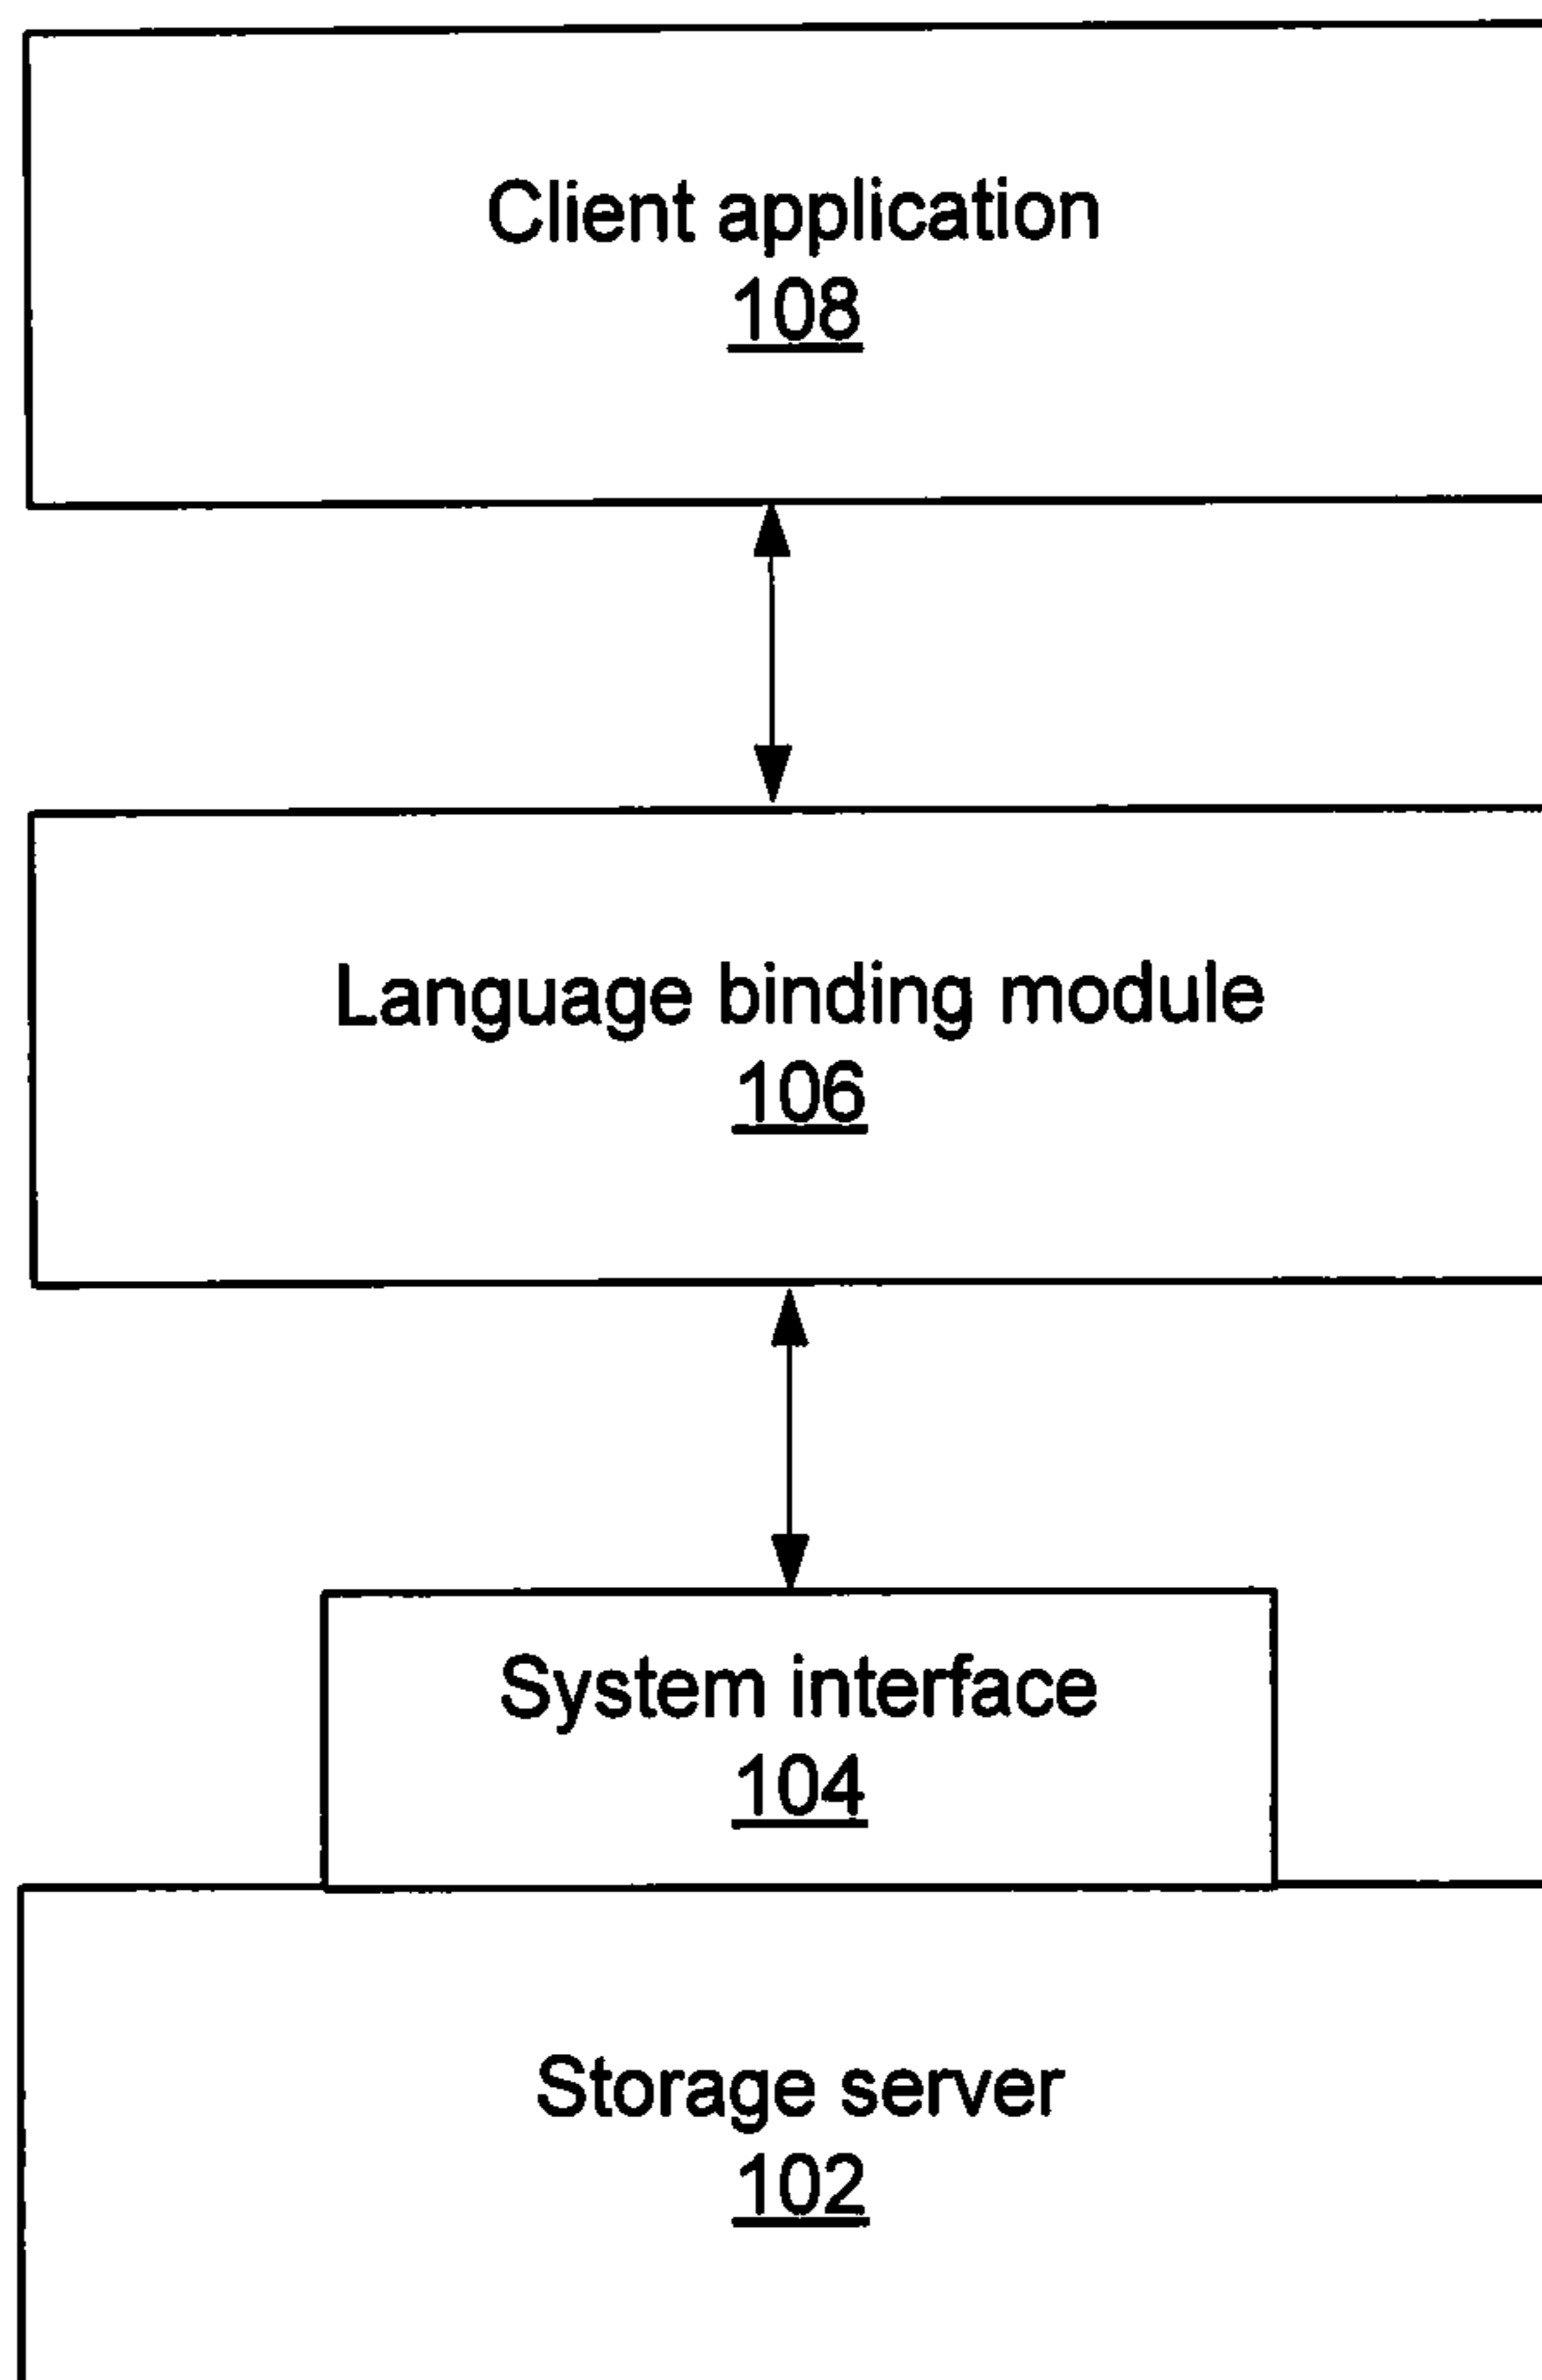 Client application
108
Language binding module
106
System interface
104
Storage server
102